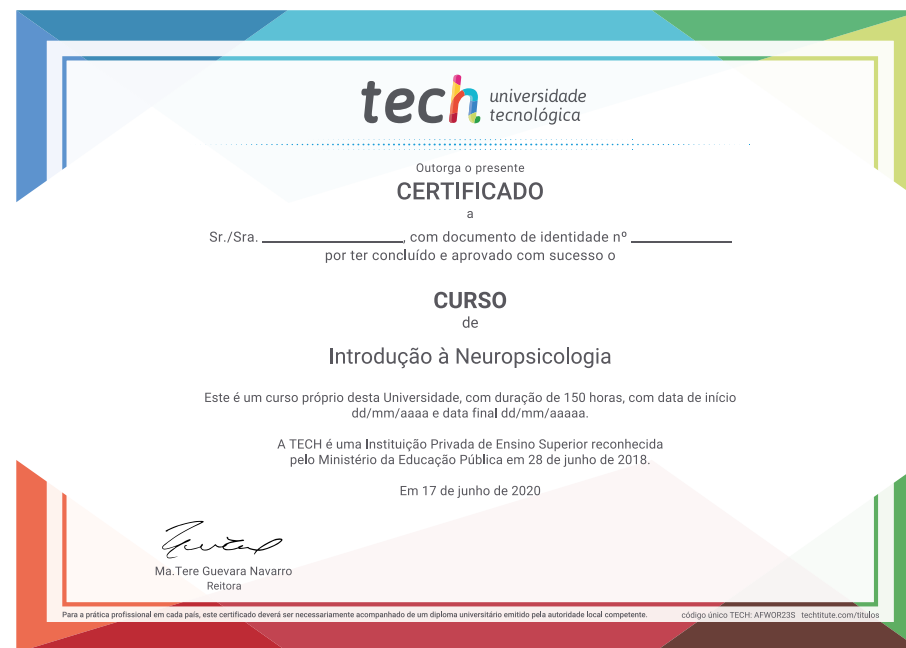 tech universidade
tecnológica
Outorga o presente
CERTIFICADO
a
Sr./Sra. ____________________, com documento de identidade nº ______________
por ter concluído e aprovado com sucesso o
CURSO
de
Introdução à Neuropsicologia
Este é um curso próprio desta Universidade, com duração de 150 horas, com data de início
dd/mm/aaaa e data final dd/mm/aaaaa.
A TECH é uma Instituição Privada de Ensino Superior reconhecida
pelo Ministério da Educação Pública em 28 de junho de 2018.
Em 17 de junho de 2020
Ma.Tere Guevara Navarro
Reitora
Para a prática profissional em cada país, este certificado deverá ser necessariamente acompanhado de um diploma universitário emitido pela autoridade local competente.
código único TECH: AFWOR23S techtitute.com/títulos